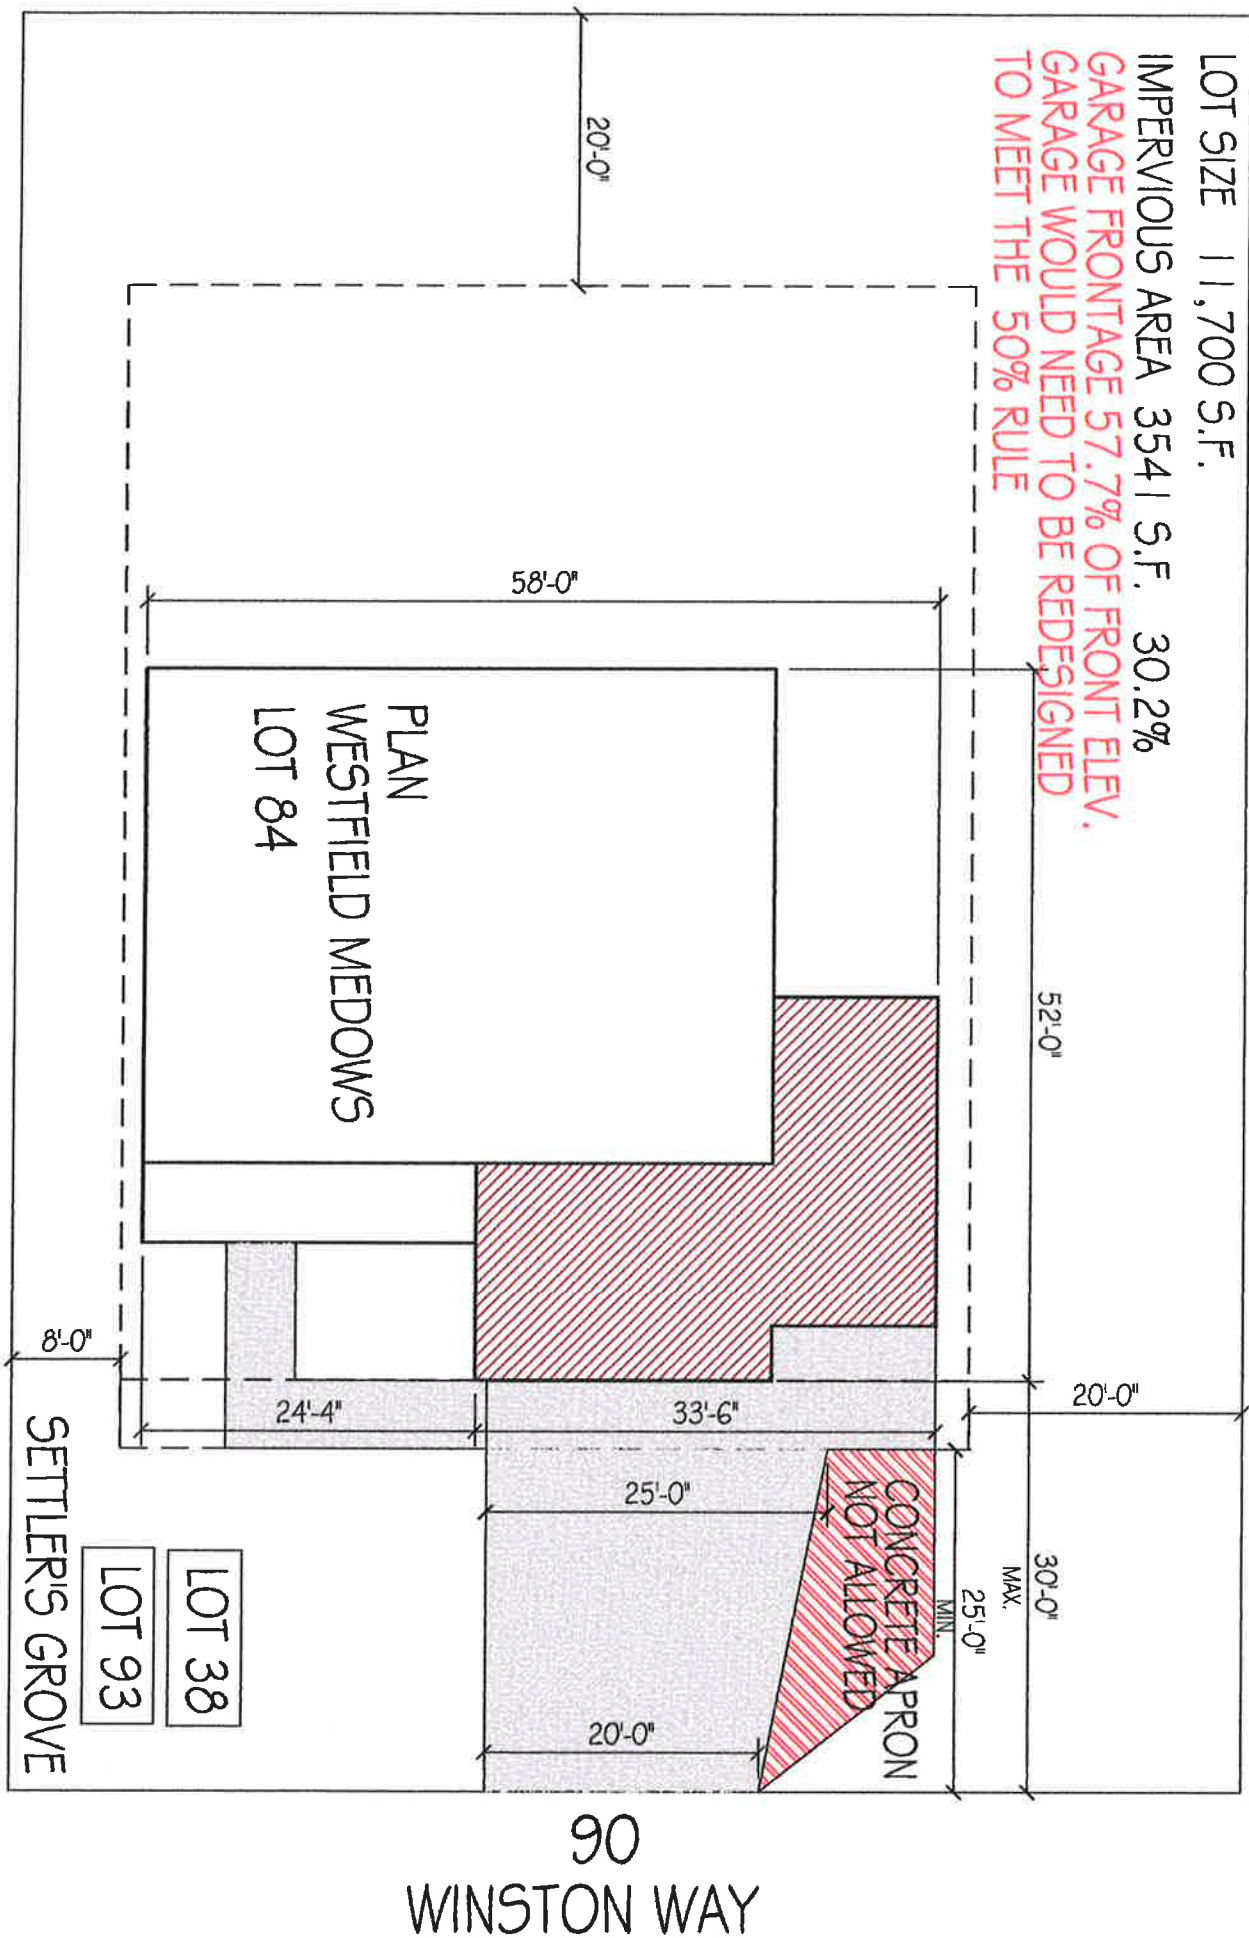 LOT SIZE 11,700 S.F.
IMPERVIOUS AREA 3541 S.F. 30.2%
GARAGE FRONTAGE 57.7% OF FRONT ELEV.
GARAGE WOULD NEED TO BE REDESIGNED
TO MEET THE 50% RULE
20'-0"
58'-0"
52'-0"
PLAN
WESTFIELD MEDOWS
LOT 84
8'-0"
24'-4"
33'-6"
20'-0"
25'-0"
30'-0"
MAX.
25'-0"
MIN.
CONCRETE APRON
NOT ALLOWED
20'-0"
LOT 38
LOT 93
SETTLER'S GROVE
90
WINSTON WAY